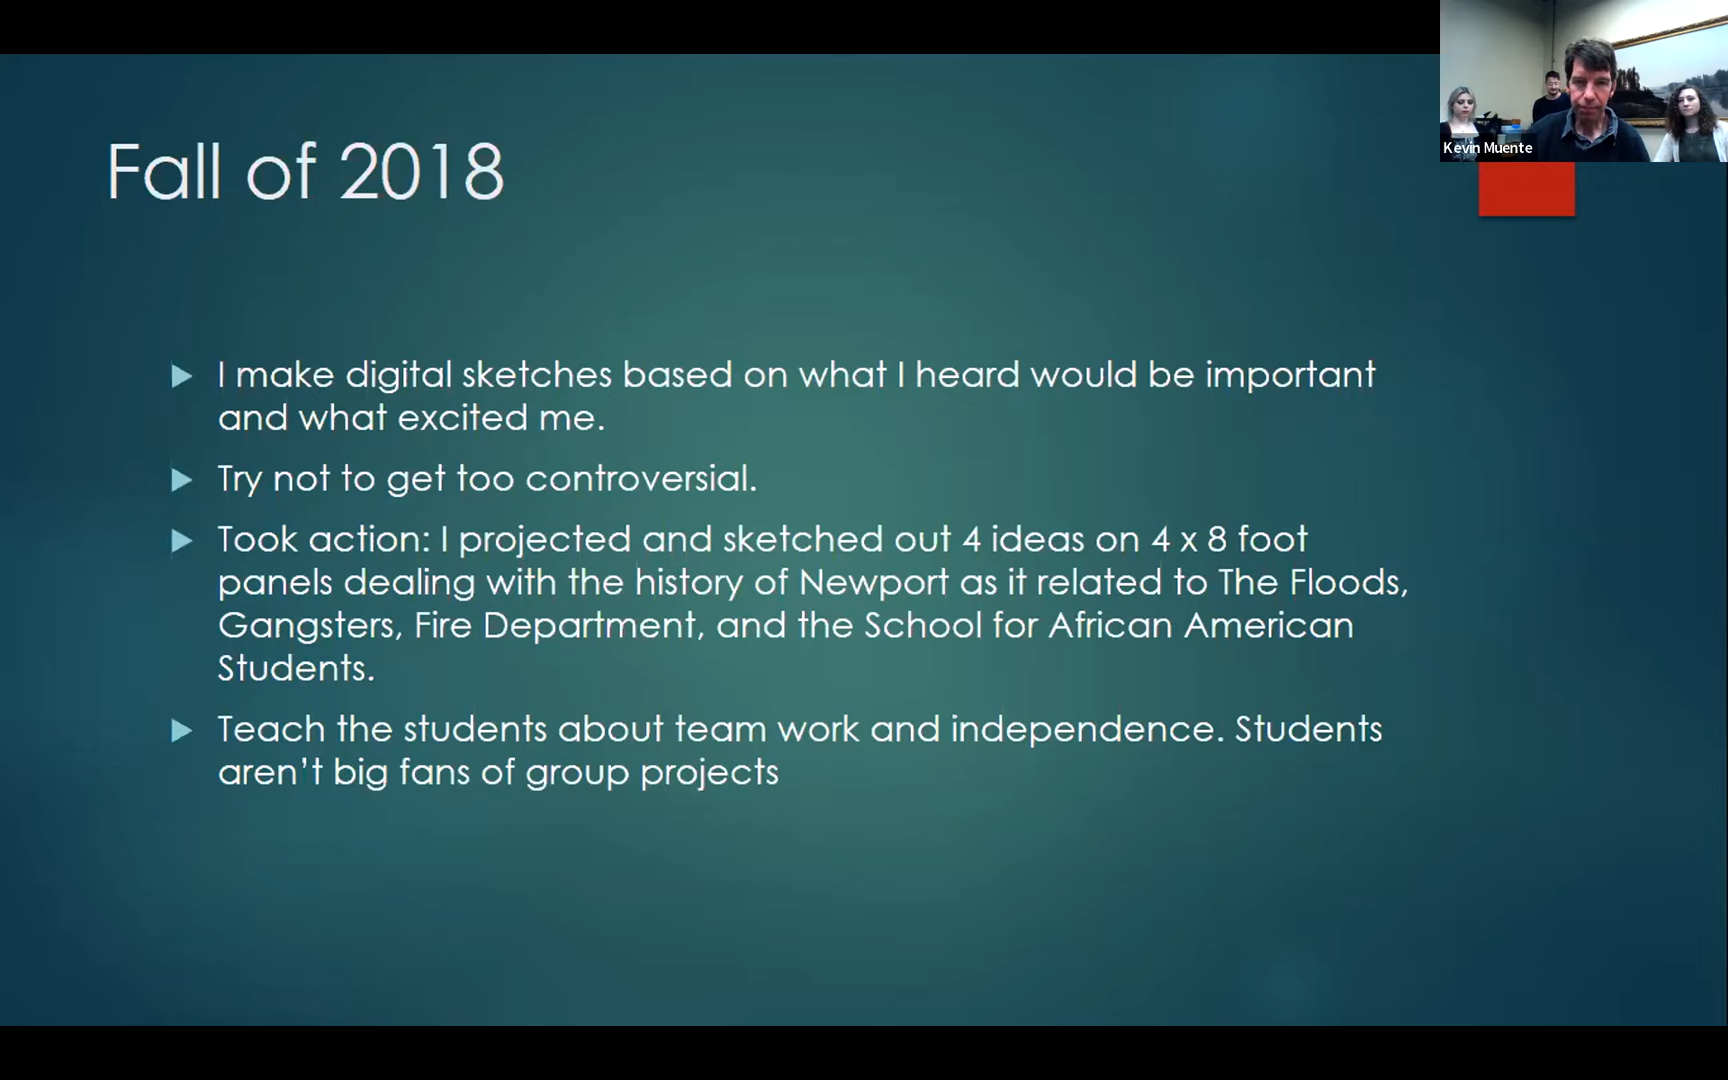 Kevin Muente
Fall of 2018
I make digital sketches based on what I heard would be important
and what excited me.
Try not to get too controversial.
Took action: I projected and sketched out 4 ideas on 4 x 8 foot
panels dealing with the history of Newport as it related to The Floods,
Gangsters, Fire Department, and the School for African American
Students.
Teach the students about team work and independence. Students
aren’t big fans of group projects